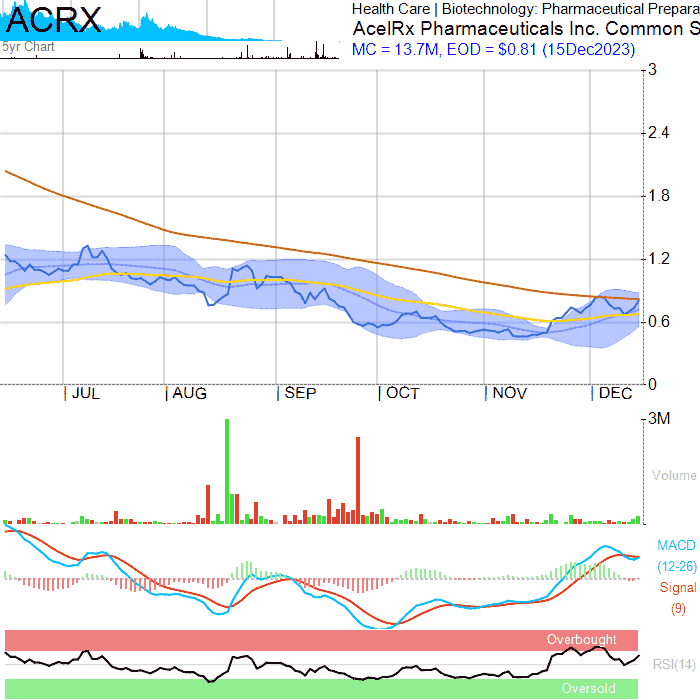 ACRX
5yr Chart
Health Care | Biotechnology: Pharmaceutical Prepara
AcelRx Pharmaceuticals Inc. Common S
MC = 13.7M, EOD = $0.81 (15Dec2023)
3
2.4
1.8
1.2
0.6
0
JUL AUG SEP OCT NOV DEC
3M
Volume
MACD
(12-26)
Signal
(9)
Overbought
RSI(14)
Oversold